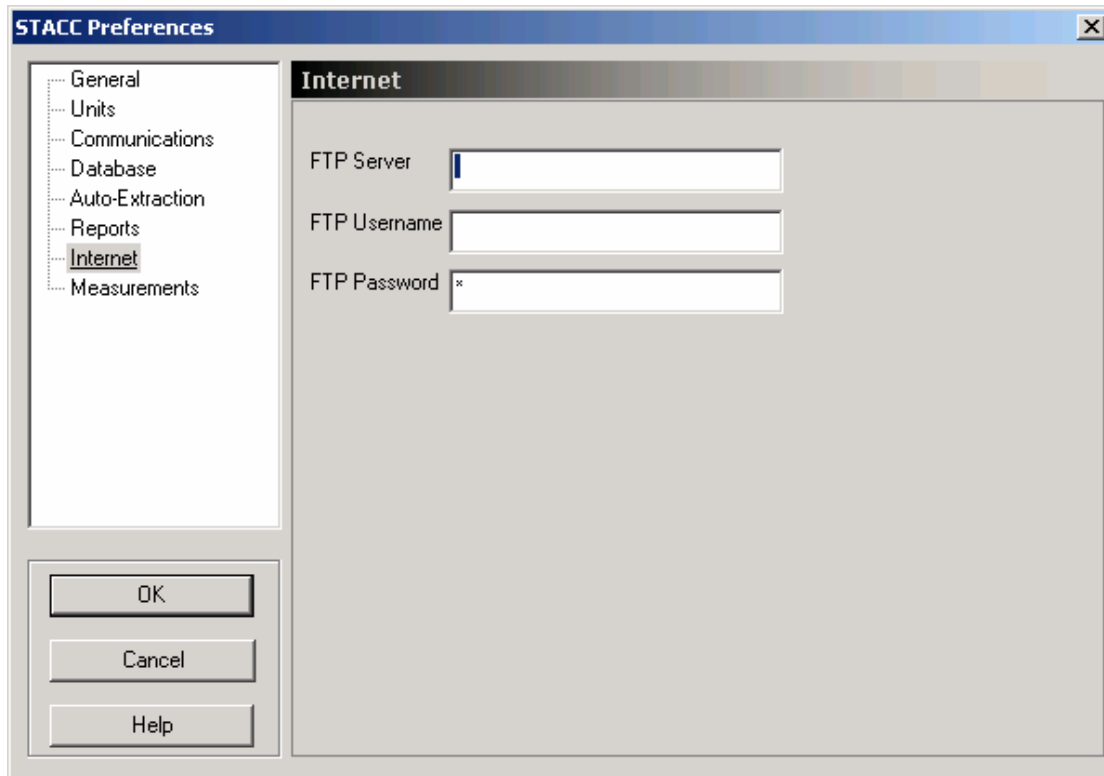 STACC Preferences
General
Units
Communications
Database
Auto-Extraction
Reports
Internet
Measurements
OK
Cancel
Help
Internet
FTP Server
FTP Username
FTP Password *